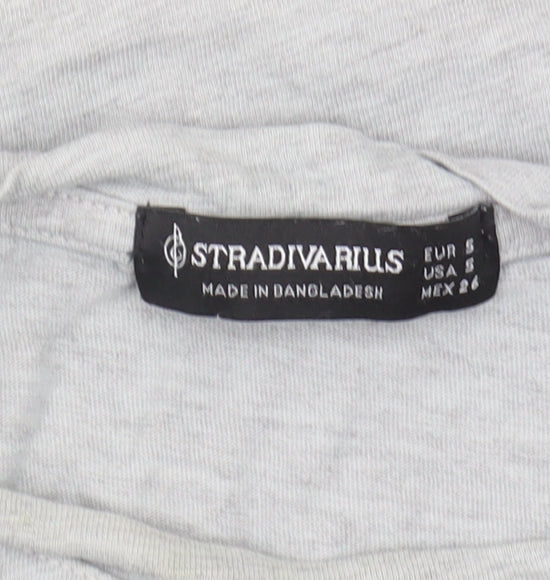 STRADIVARIUS
MADE IN BANGLADESH
EUR S
USA S
MEX 26